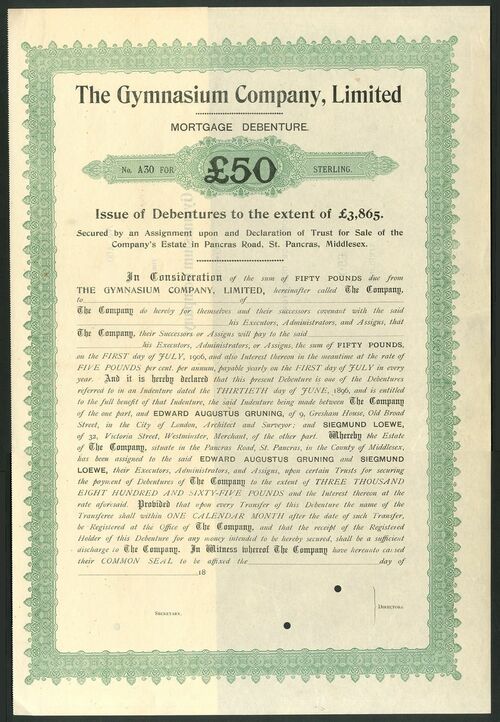 The Gymnasium Company, Limited
MORTGAGE DEBENTURE.
No. A30 FOR £50 STERLING.
Issue of Debentures to the extent of £3,865.
Secured by an Assignment upon and Declaration of Trust for Sale of the
Company's Estate in Pancras Road, St. Pancras, Middlesex.
In Consideration of the sum of FIFTY POUNDS due from
THE GYMNASIUM COMPANY, LIMITED, hereinafter called The Company,
to of
The Company do hereby for themselves and their successors covenant with the said
his Executors, Administrators, and Assigns, that
The Company, their Successors or Assigns will pay to the said
his Executors, Administrators, or Assigns, the sum of FIFTY POUNDS,
on the FIRST day of JULY, 1906, and also Interest thereon in the meantime at the rate of
FIVE POUNDS per cent. per annum, payable yearly on the FIRST day of JULY in every
year. And it is hereby declared that this present Debenture is one of the Debentures
referred to in an Indenture dated the THIRTIETH day of JUNE, 1896, and is entitled
to the full benefit of that Indenture, the said Indenture being made between The Company
of the one part, and EDWARD AUGUSTUS GRUNING, of 9, Gresham House, Old Broad
Street, in the City of London, Architect and Surveyor; and SIEGMUND LOEWE,
of 32, Victoria Street, Westminster, Merchant, of the other part. Whereby the Estate
of The Company, situate in the Pancras Road, St. Pancras, in the County of Middlesex,
has been assigned to the said EDWARD AUGUSTUS GRUNING and SIEGMUND
LOEWE, their Executors, Administrators, and Assigns, upon certain Trusts for securing
the payment of Debentures of The Company to the extent of THREE THOUSAND
EIGHT HUNDRED AND SIXTY-FIVE POUNDS and the Interest thereon at the
rate aforesaid. Provided that upon every Transfer of this Debenture the name of the
Transferee shall within ONE CALENDAR MONTH after the date of such Transfer,
be Registered at the Office of The Company, and that the receipt of the Registered
Holder of this Debenture for any money intended to be hereby secured, shall be a sufficient
discharge to The Company. In Witness whereof The Company have hereunto caused
their COMMON SEAL to be affixed the day of
18
SECRETARY. DIRECTORS.